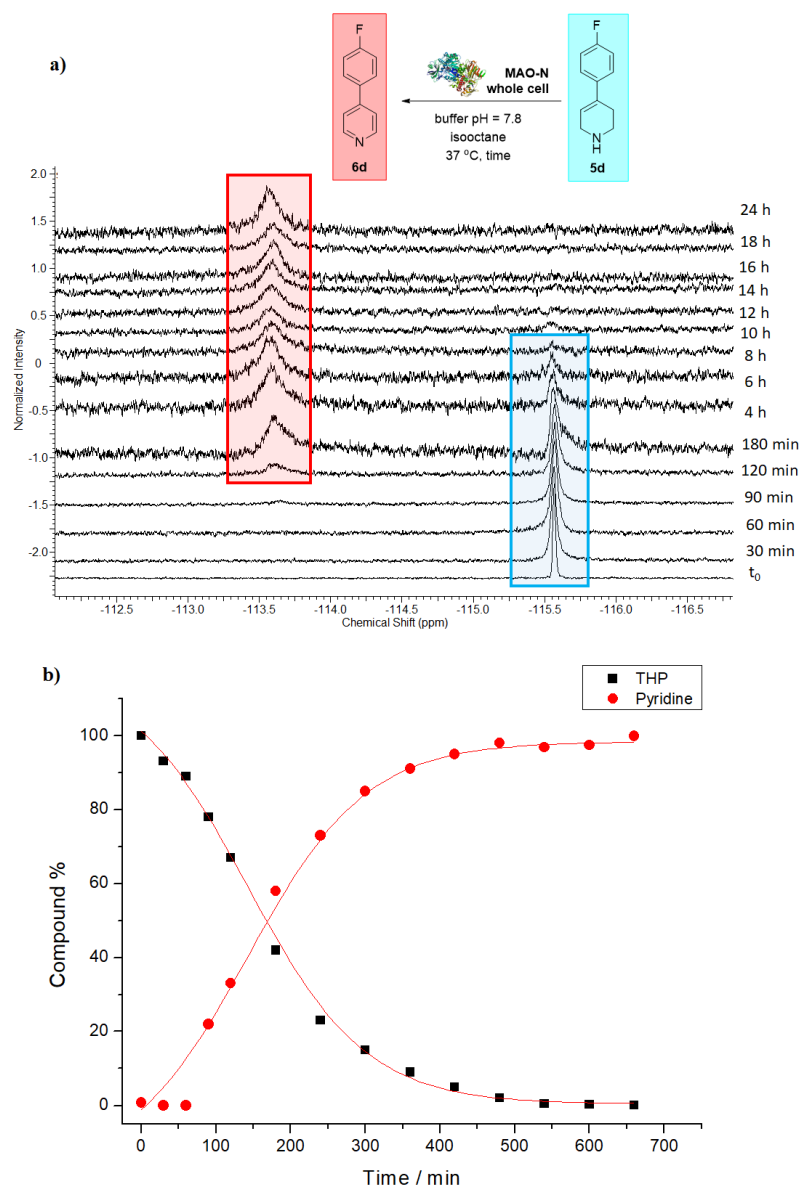 a)
F
N
6d
MAO-N
whole cell
buffer pH = 7.8
isooctane
37 °C, time
F
N
H
5d
Normalized Intensity
2.0
1.5
1.0
0.5
0
-0.5
-1.0
-1.5
-2.0
24 h
18 h
16 h
14 h
12 h
10 h
8 h
6 h
4 h
180 min
120 min
90 min
60 min
30 min
t₀
-112.5 -113.0 -113.5 -114.0 -114.5 -115.0 -115.5 -116.0 -116.5
Chemical Shift (ppm)
b)
THP
Pyridine
Compound %
100
80
60
40
20
0
0 100 200 300 400 500 600 700
Time / min